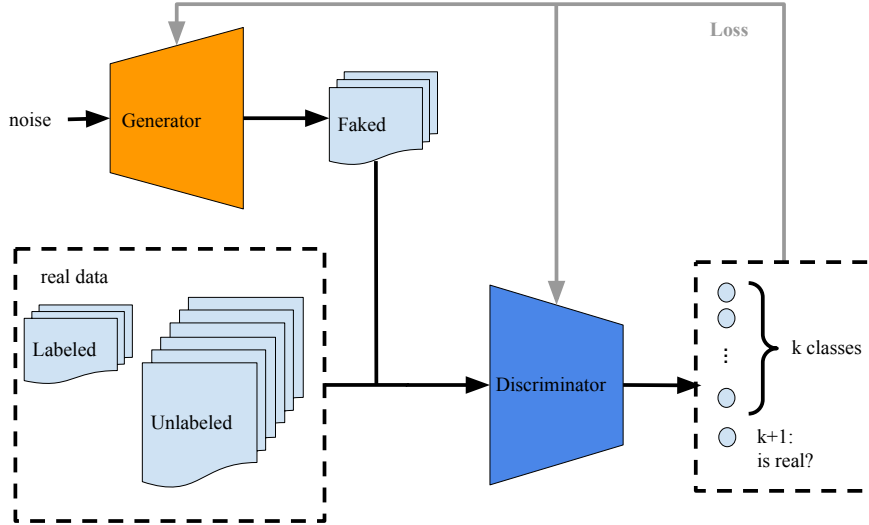 Loss
noise
Generator
Faked
real data
Labeled
Unlabeled
Discriminator
...
k classes
k+1:
is real?